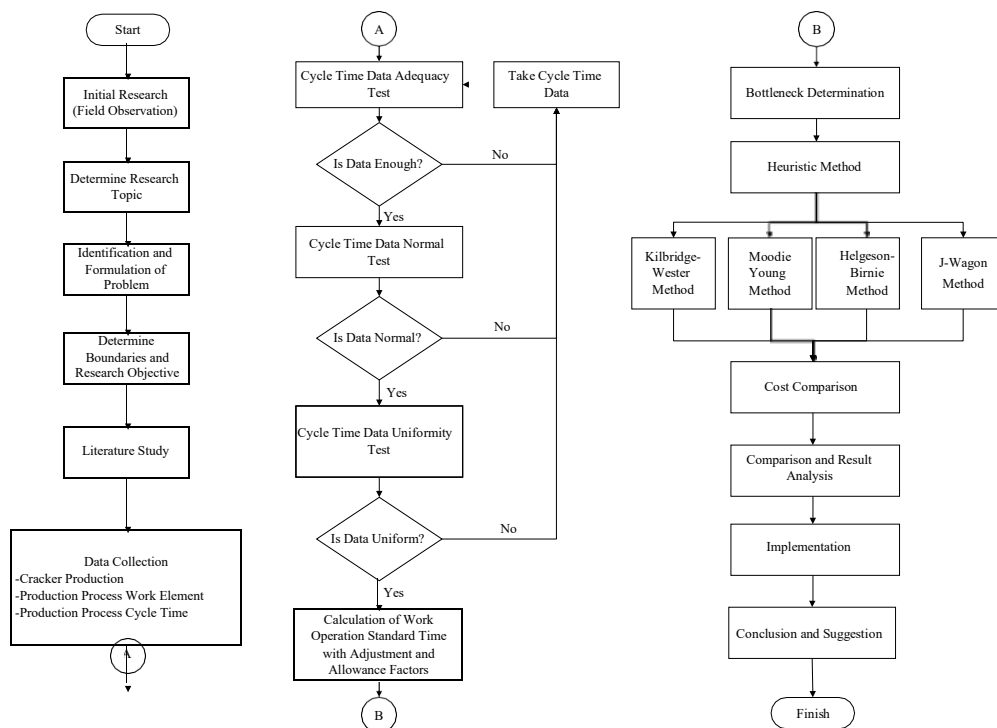 Start
Initial Research
(Field Observation)
Determine Research
Topic
Identification and
Formulation of
Problem
Determine
Boundaries and
Research Objective
Literature Study
Data Collection
-Cracker Production
-Production Process Work Element
-Production Process Cycle Time
A
A
Cycle Time Data Adequacy
Test
Take Cycle Time
Data
Is Data Enough?
No
Yes
Cycle Time Data Normal
Test
Is Data Normal?
No
Yes
Cycle Time Data Uniformity
Test
Is Data Uniform?
No
Yes
Calculation of Work
Operation Standard Time
with Adjustment and
Allowance Factors
B
B
Bottleneck Determination
Heuristic Method
Kilbridge-
Wester
Method
Moodie
Young
Method
Helgeson-
Birnie Method
J-Wagon
Method
Cost Comparison
Comparison and Result
Analysis
Implementation
Conclusion and Suggestion
Finish